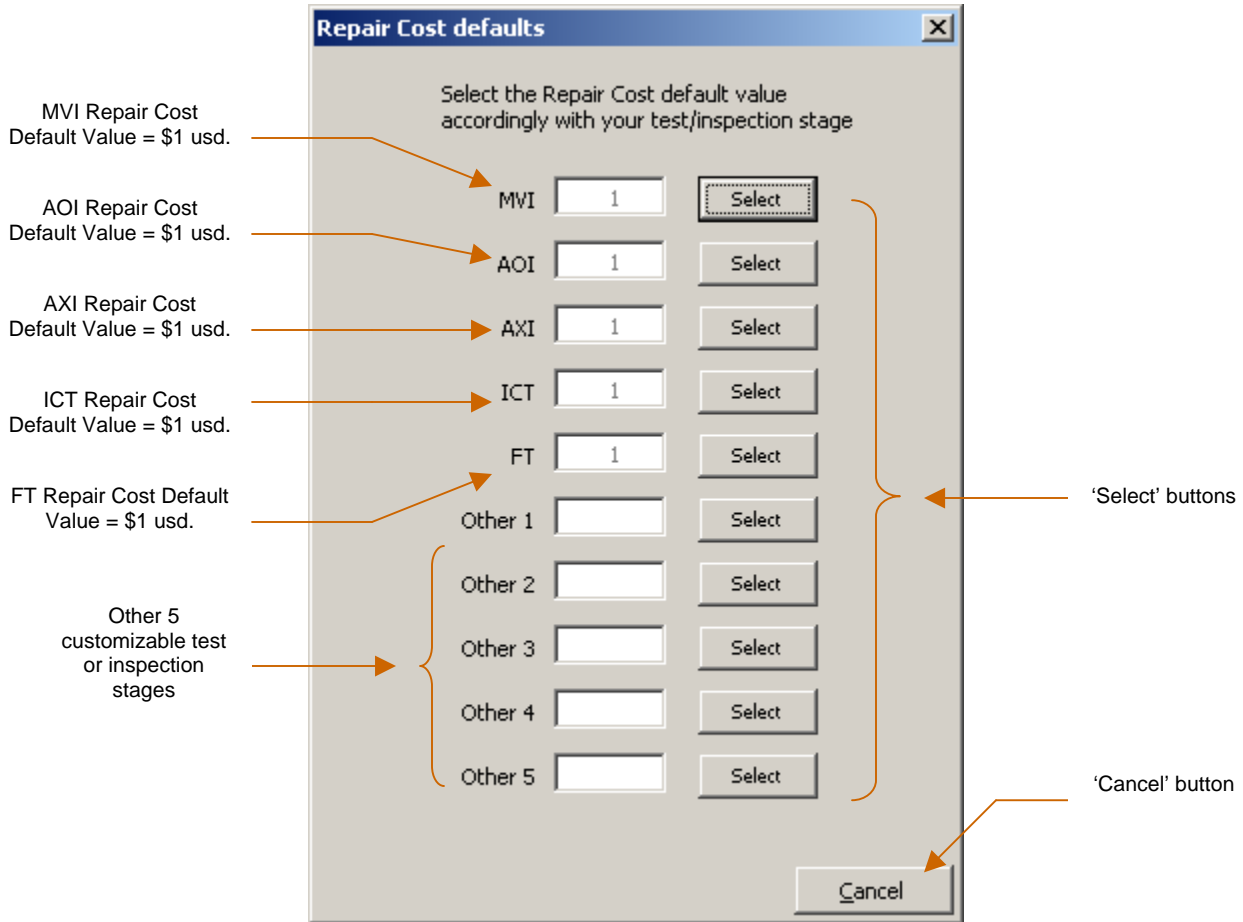 Repair Cost defaults
Select the Repair Cost default value
accordingly with your test/inspection stage
MVI Repair Cost
Default Value = $1 usd.
AOI Repair Cost
Default Value = $1 usd.
AXI Repair Cost
Default Value = $1 usd.
ICT Repair Cost
Default Value = $1 usd.
FT Repair Cost Default
Value = $1 usd.
Other 5
customizable test
or inspection
stages
MVI 1 Select
AOI 1 Select
AXI 1 Select
ICT 1 Select
FT 1 Select
Other 1 Select
Other 2 Select
Other 3 Select
Other 4 Select
Other 5 Select
Cancel
‘Select’ buttons
‘Cancel’ button